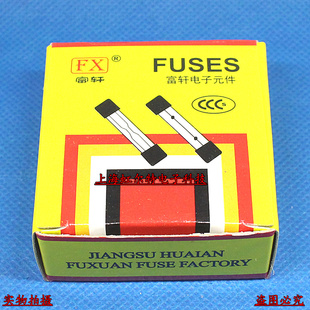 FX®
富轩
FUSES
富轩电子元件
CCC
JIANGSU HUAIAN
FUXUAN FUSE FACTORY
实物拍摄
盗图必究